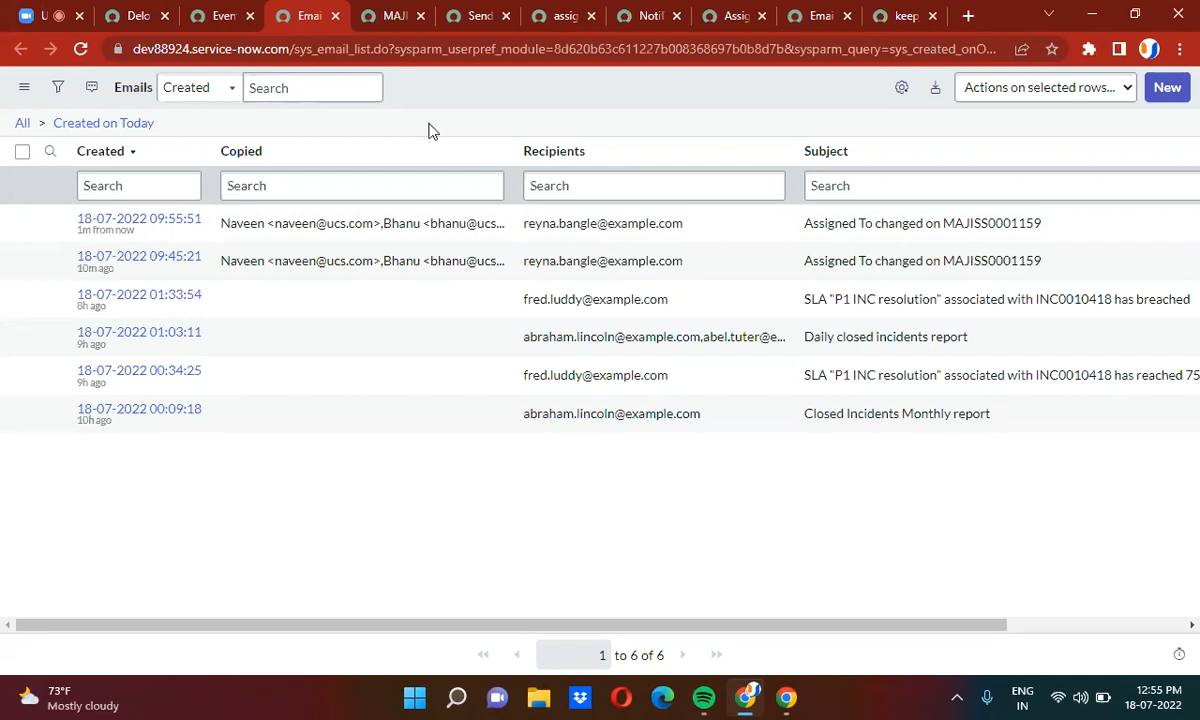 U
Delo
Even
Emai
MAJI
Send
assig
Notif
Assig
Emai
keep
dev88924.service-now.com/sys_email_list.do?sysparm_userpref_module=8d620b63c611227b008368697b0b8d7b&sysparm_query=sys_created_onO...
Emails Created Search Actions on selected rows... New
All > Created on Today
Created Copied Recipients Subject
Search Search Search Search
18-07-2022 09:55:51 Naveen <naveen@ucs.com>,Bhanu <bhanu@ucs... reyna.bangle@example.com Assigned To changed on MAJISS0001159
1m from now
18-07-2022 09:45:21 Naveen <naveen@ucs.com>,Bhanu <bhanu@ucs... reyna.bangle@example.com Assigned To changed on MAJISS0001159
10m ago
18-07-2022 01:33:54 fred.luddy@example.com SLA "P1 INC resolution" associated with INC0010418 has breached
8h ago
18-07-2022 01:03:11 abraham.lincoln@example.com,abel.tuter@e... Daily closed incidents report
9h ago
18-07-2022 00:34:25 fred.luddy@example.com SLA "P1 INC resolution" associated with INC0010418 has reached 75
9h ago
18-07-2022 00:09:18 abraham.lincoln@example.com Closed Incidents Monthly report
10h ago
1 to 6 of 6
73°F
Mostly cloudy
ENG
IN
12:55 PM
18-07-2022